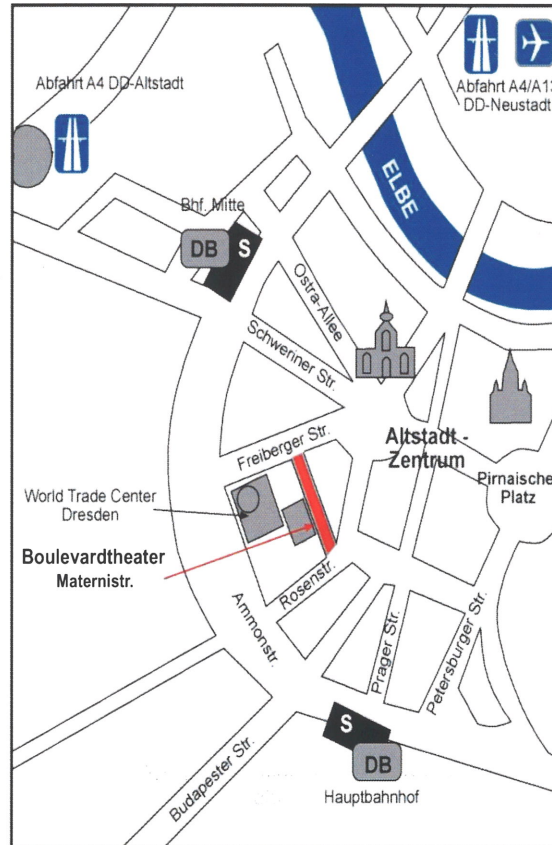 Abfahrt A4 DD-Altstadt
Abfahrt A4/A13
DD-Neustadt
ELBE
Bhf. Mitte
DB
S
Ostra-Allee
Schweriner Str.
Altstadt -
Zentrum
Pirnaische
Platz
Freiberger Str.
World Trade Center
Dresden
Boulevardtheater
Maternistr.
Rosenstr.
Ammonstr.
Prager Str.
Petersburger Str.
Budapester Str.
S
DB
Hauptbahnhof